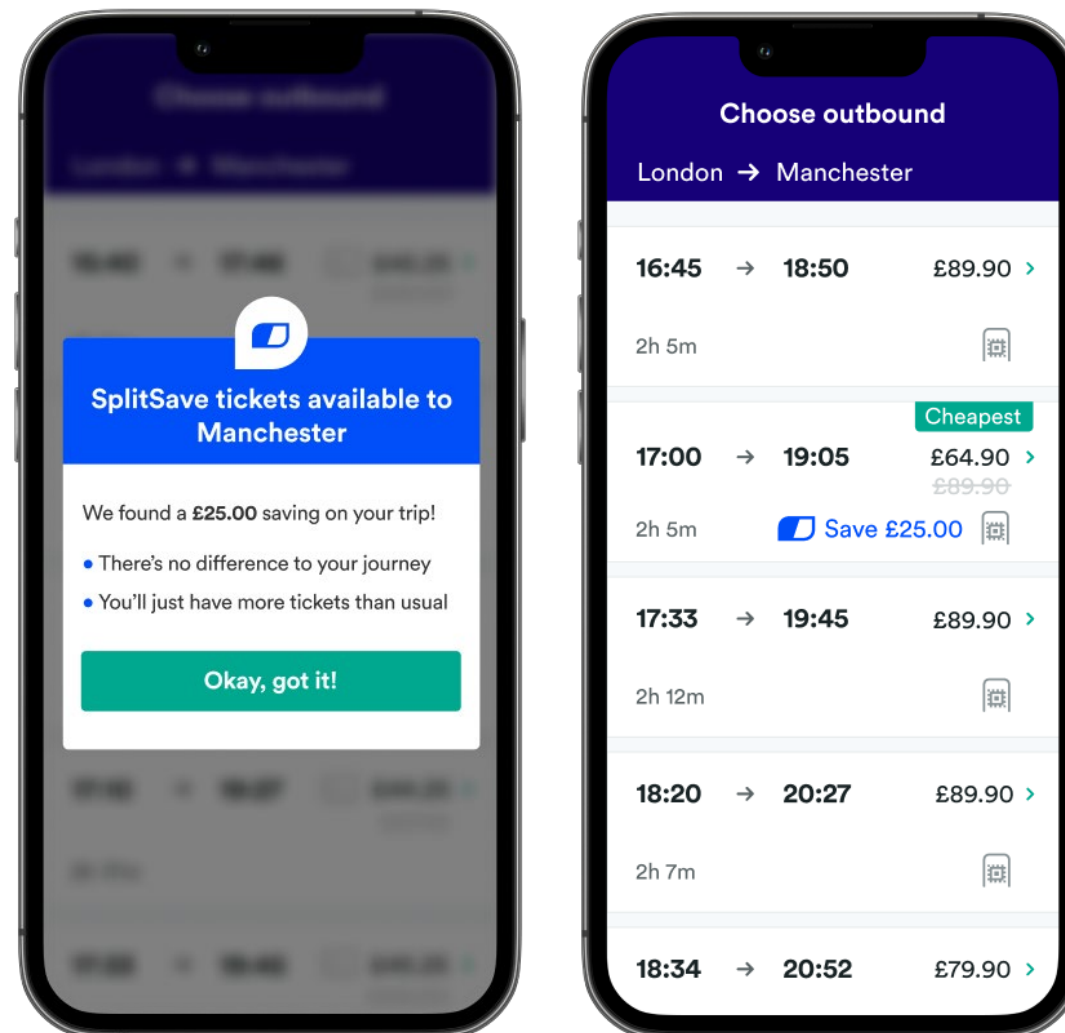 Choose outbound
London → Manchester
SplitSave tickets available to
Manchester
We found a £25.00 saving on your trip!
• There's no difference to your journey
• You'll just have more tickets than usual
Okay, got it!
Choose outbound
London → Manchester
16:45 → 18:50 £89.90 >
2h 5m
Cheapest
17:00 → 19:05 £64.90 >
£89.90
2h 5m Save £25.00
17:33 → 19:45 £89.90 >
2h 12m
18:20 → 20:27 £89.90 >
2h 7m
18:34 → 20:52 £79.90 >